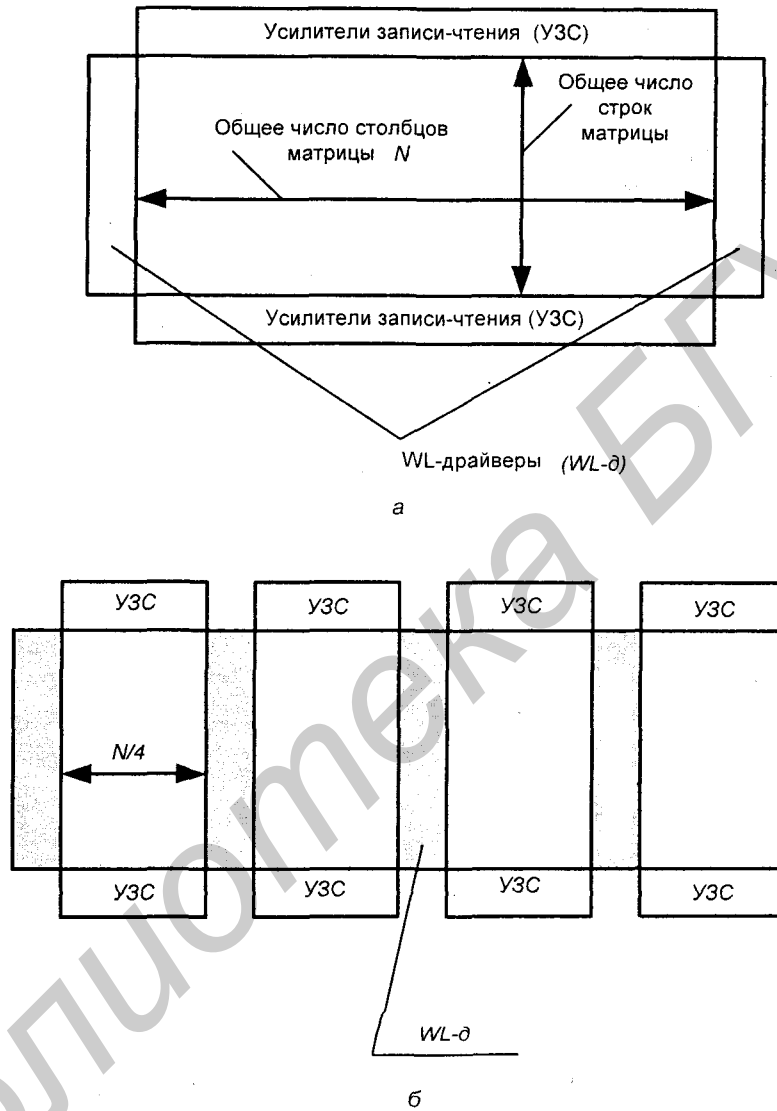 Усилители записи-чтения (УЗС)
Общее число
строк
матрицы
Общее число столбцов
матрицы N
Усилители записи-чтения (УЗС)
WL-драйверы (WL-д)
а
УЗС УЗС УЗС УЗС
N/4
УЗС УЗС УЗС УЗС
WL-д
б